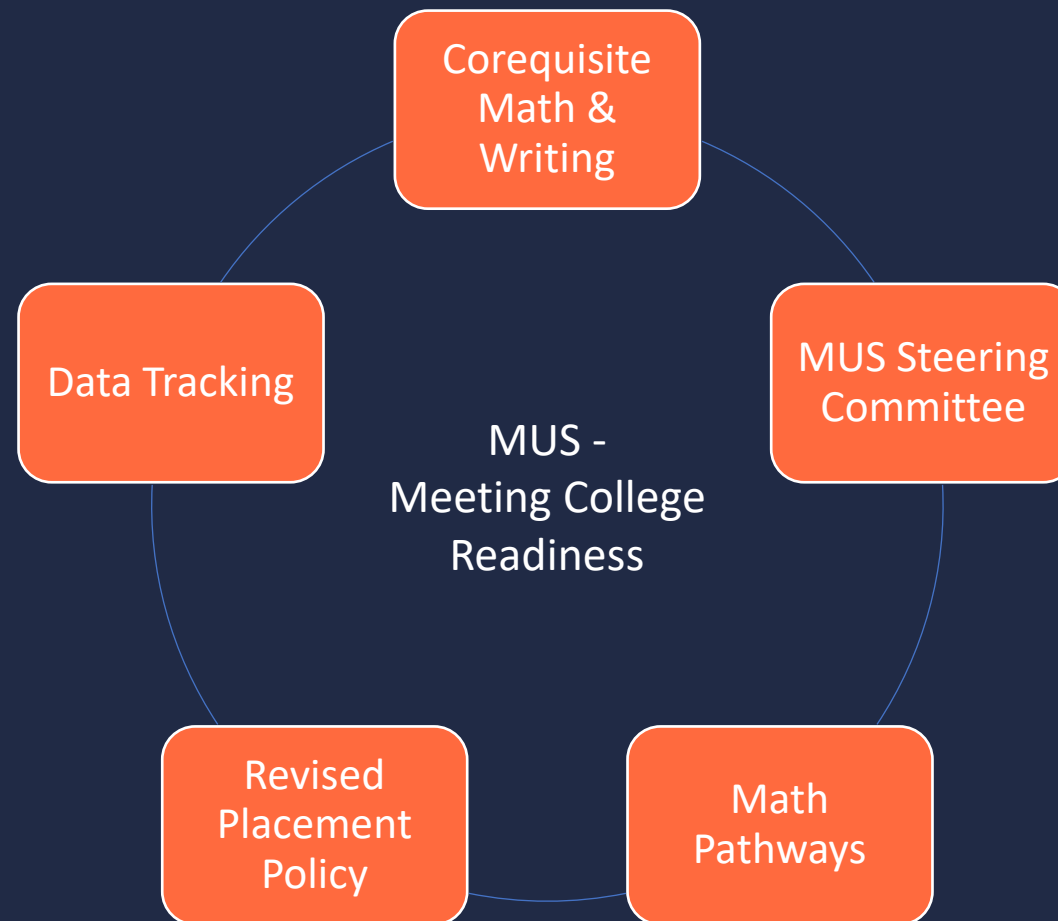 Corequisite
Math &
Writing
MUS Steering
Committee
Data Tracking
MUS -
Meeting College
Readiness
Revised
Placement
Policy
Math
Pathways